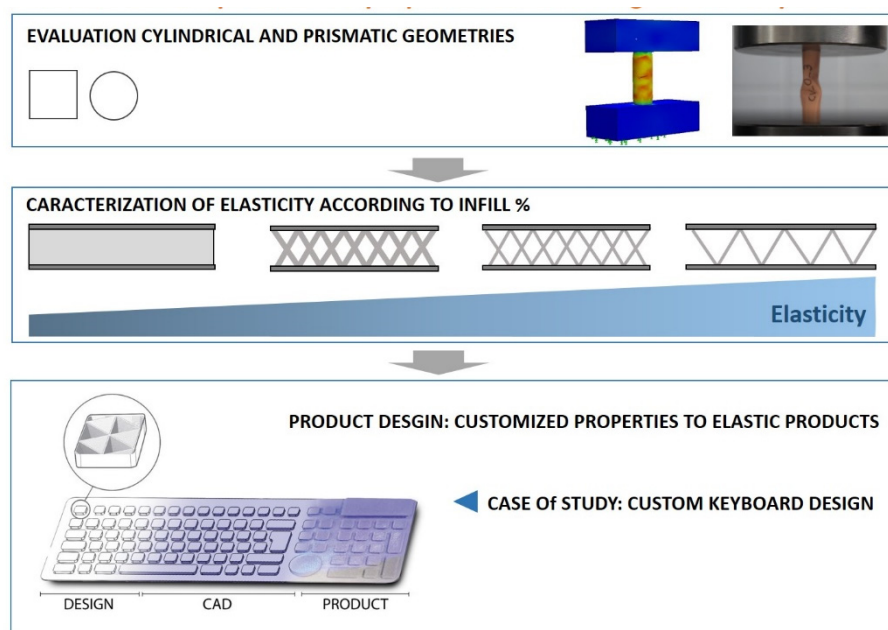 EVALUATION CYLINDRICAL AND PRISMATIC GEOMETRIES
CARACTERIZATION OF ELASTICITY ACCORDING TO INFILL %
Elasticity
PRODUCT DESGIN: CUSTOMIZED PROPERTIES TO ELASTIC PRODUCTS
CASE Of STUDY: CUSTOM KEYBOARD DESIGN
DESIGN CAD PRODUCT